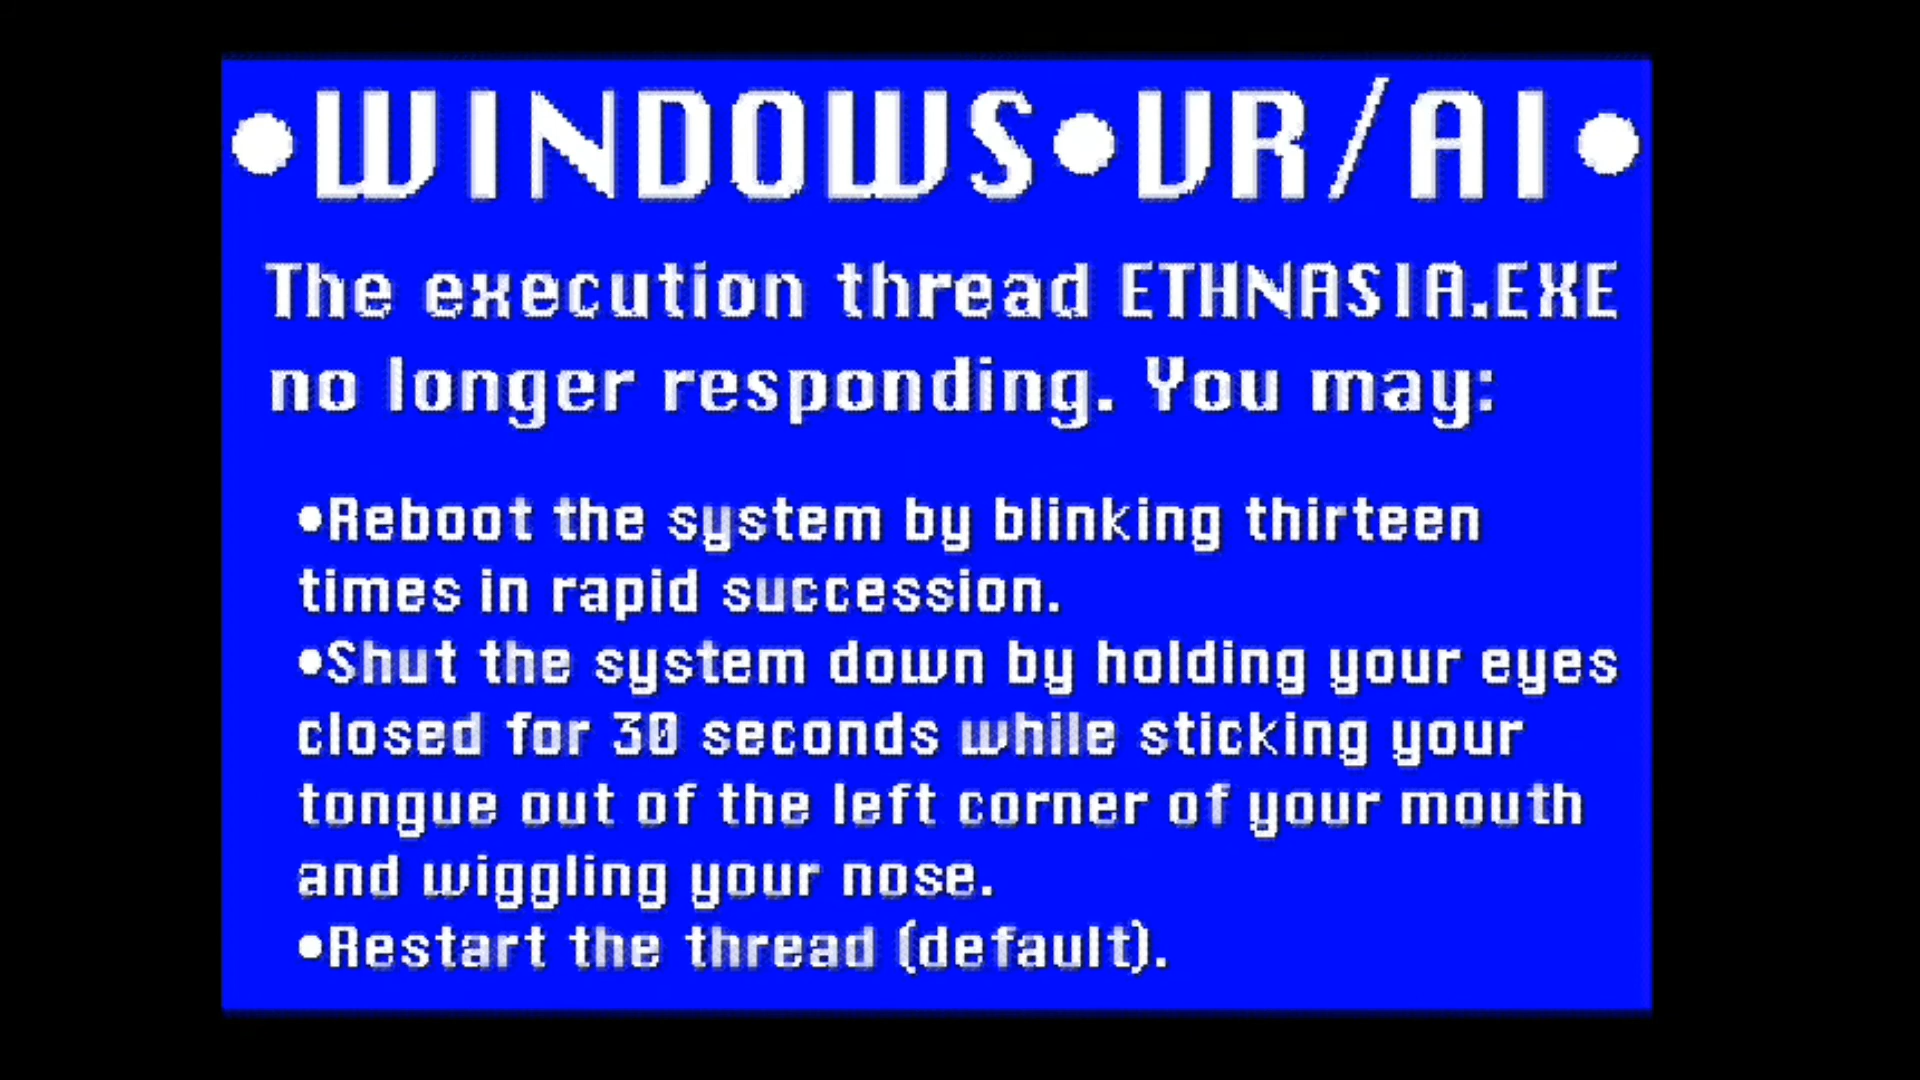 •WINDOWS•VR/AI•
The execution thread ETHNASIA.EXE
no longer responding. You may:
•Reboot the system by blinking thirteen
times in rapid succession.
•Shut the system down by holding your eyes
closed for 30 seconds while sticking your
tongue out of the left corner of your mouth
and wiggling your nose.
•Restart the thread (default).